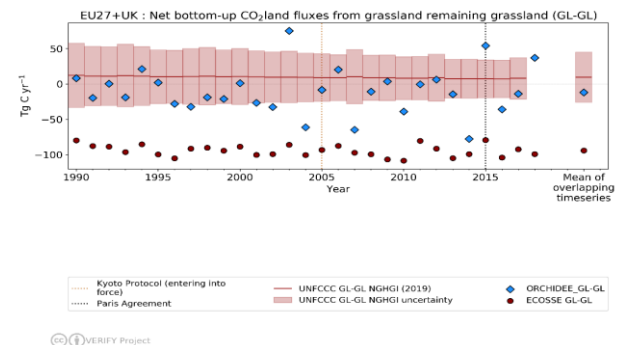 EU27+UK : Net bottom-up CO₂land fluxes from grassland remaining grassland (GL-GL)
50
0
−50
−100
Tg C yr⁻¹
1990
1995
2000
2005
2010
2015
Mean of
overlapping
timeseries
Year
Kyoto Protocol (entering into
force)
Paris Agreement
UNFCCC GL-GL NGHGI (2019)
UNFCCC GL-GL NGHGI uncertainty
ORCHIDEE_GL-GL
ECOSSE GL-GL
cc VERIFY Project